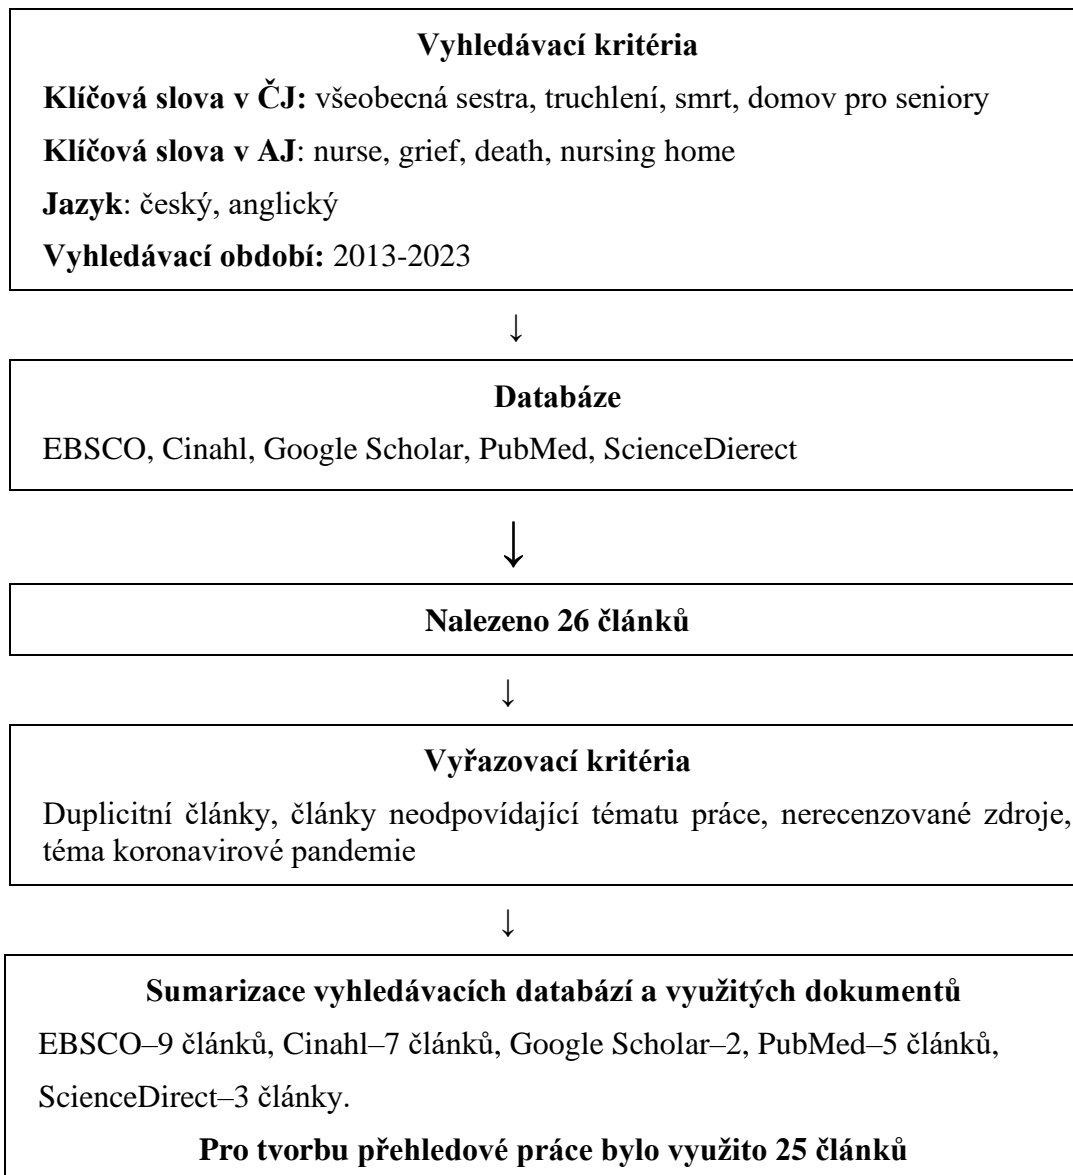 Vyhledávací kritéria
Klíčová slova v ČJ: všeobecná sestra, truchlení, smrt, domov pro seniory
Klíčová slova v AJ: nurse, grief, death, nursing home
Jazyk: český, anglický
Vyhledávací období: 2013-2023
↓
Databáze
EBSCO, Cinahl, Google Scholar, PubMed, ScienceDierect
↓
Nalezeno 26 článků
↓
Vyřazovací kritéria
Duplicitní články, články neodpovídající tématu práce, nerecenzované zdroje,
téma koronavirové pandemie
↓
Sumarizace vyhledávacích databází a využitých dokumentů
EBSCO–9 článků, Cinahl–7 článků, Google Scholar–2, PubMed–5 článků,
ScienceDirect–3 články.
Pro tvorbu přehledové práce bylo využito 25 článků